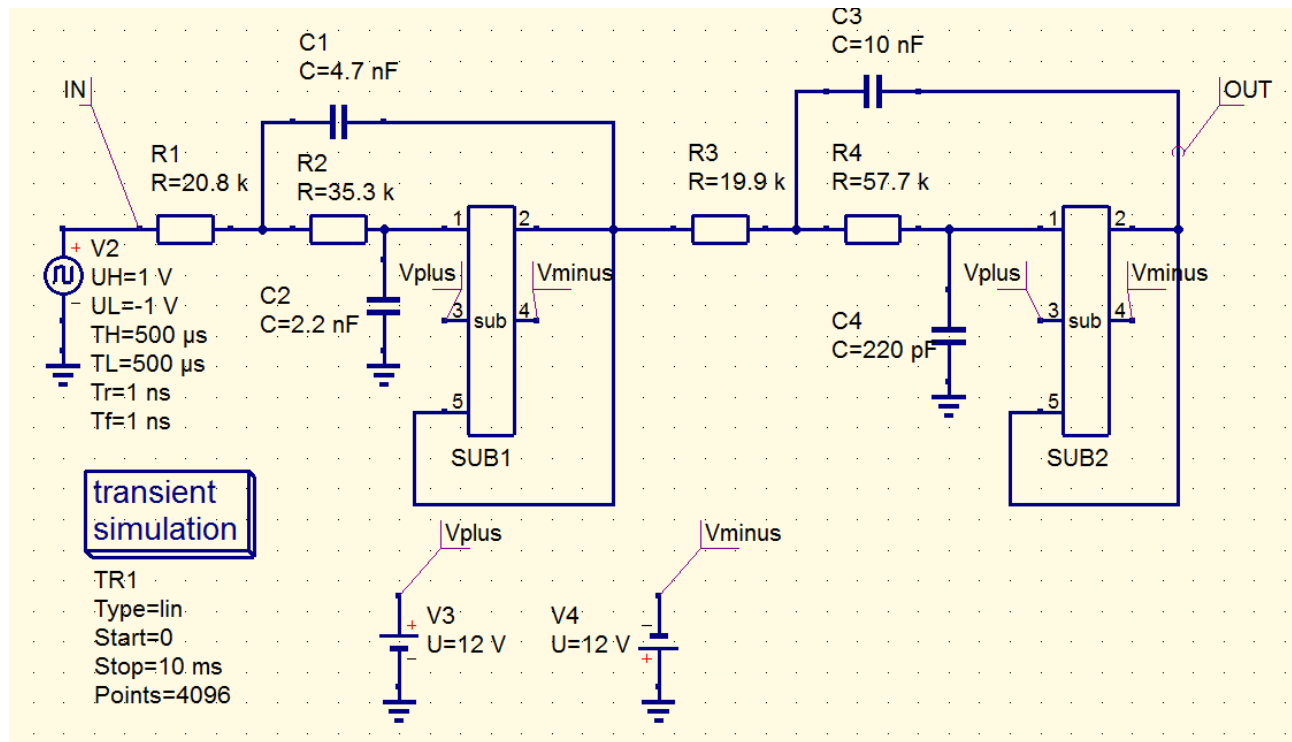 C1
C=4.7 nF
C3
C=10 nF
IN
OUT
R1
R=20.8 k
R2
R=35.3 k
R3
R=19.9 k
R4
R=57.7 k
+
V2
UH=1 V
UL=-1 V
TH=500 µs
TL=500 µs
Tr=1 ns
Tf=1 ns
−
C2
C=2.2 nF
1
2
Vplus
Vminus
3
sub
4
5
SUB1
C4
C=220 pF
1
2
Vplus
Vminus
3
sub
4
5
SUB2
transient
simulation
TR1
Type=lin
Start=0
Stop=10 ms
Points=4096
Vplus
+
V3
U=12 V
−
Vminus
−
V4
U=12 V
+